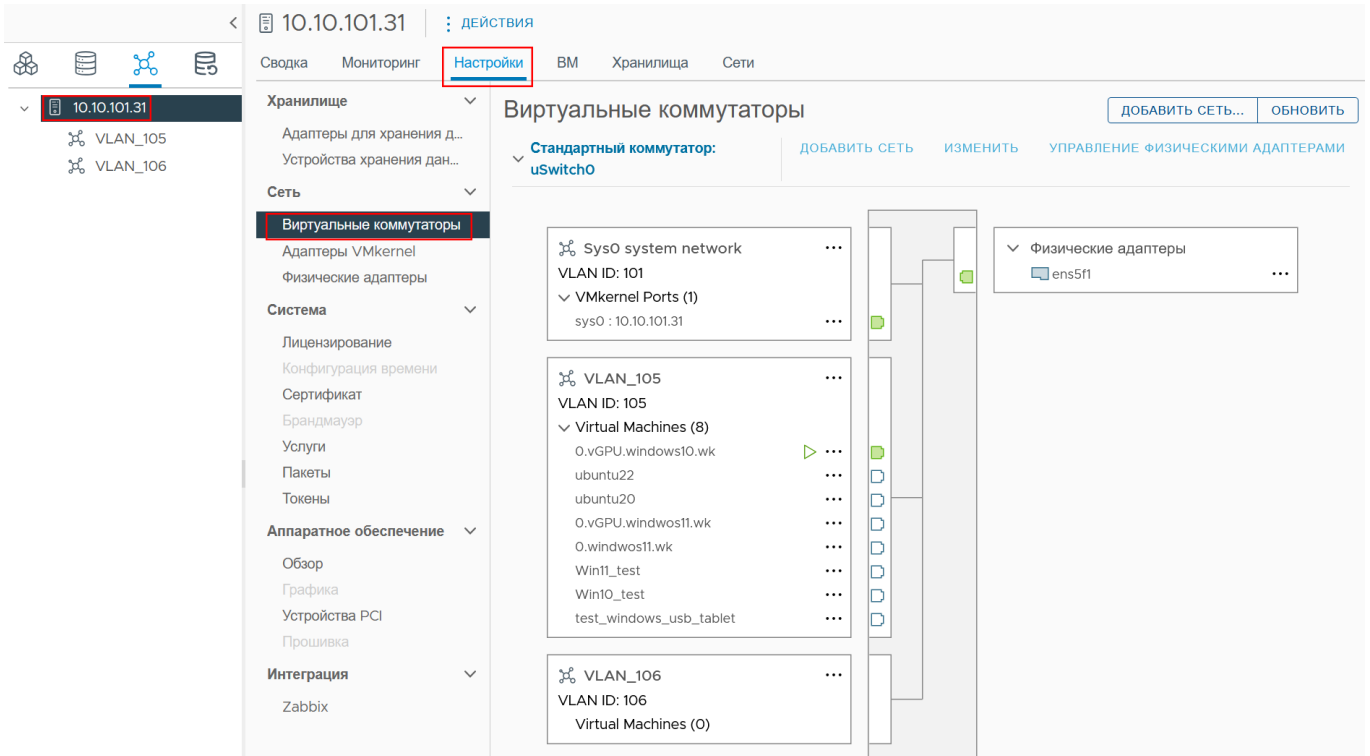 10.10.101.31
ДЕЙСТВИЯ
Сводка
Мониторинг
Настройки
ВМ
Хранилища
Сети
10.10.101.31
VLAN_105
VLAN_106
Хранилище
Адаптеры для хранения д...
Устройства хранения дан...
Сеть
Виртуальные коммутаторы
Адаптеры VMkernel
Физические адаптеры
Система
Лицензирование
Конфигурация времени
Сертификат
Брандмауэр
Услуги
Пакеты
Токены
Аппаратное обеспечение
Обзор
Графика
Устройства PCI
Прошивка
Интеграция
Zabbix
Виртуальные коммутаторы
ДОБАВИТЬ СЕТЬ...
ОБНОВИТЬ
Стандартный коммутатор:
uSwitch0
ДОБАВИТЬ СЕТЬ
ИЗМЕНИТЬ
УПРАВЛЕНИЕ ФИЗИЧЕСКИМИ АДАПТЕРАМИ
Sys0 system network
VLAN ID: 101
VMkernel Ports (1)
sys0 : 10.10.101.31
VLAN_105
VLAN ID: 105
Virtual Machines (8)
0.vGPU.windows10.wk
ubuntu22
ubuntu20
0.vGPU.windwos11.wk
0.windwos11.wk
Win11_test
Win10_test
test_windows_usb_tablet
VLAN_106
VLAN ID: 106
Virtual Machines (0)
Физические адаптеры
ens5f1